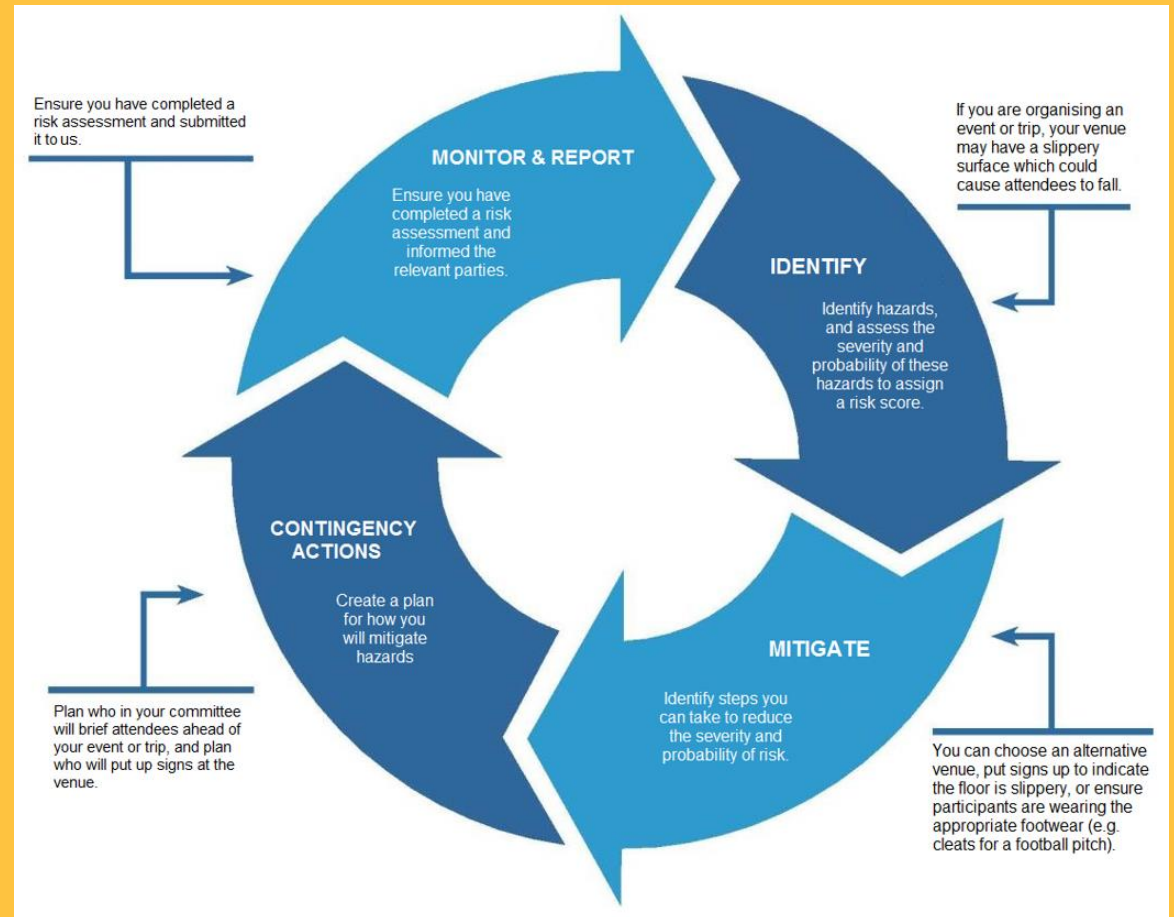 Ensure you have completed a
risk assessment and submitted
it to us.
MONITOR & REPORT
Ensure you have
completed a risk
assessment and
informed the
relevant parties.
If you are organising an
event or trip, your venue
may have a slippery
surface which could
cause attendees to fall.
IDENTIFY
Identify hazards,
and assess the
severity and
probability of these
hazards to assign
a risk score.
MITIGATE
Identify steps you
can take to reduce
the severity and
probability of risk.
You can choose an alternative
venue, put signs up to indicate
the floor is slippery, or ensure
participants are wearing the
appropriate footwear (e.g.
cleats for a football pitch).
CONTINGENCY
ACTIONS
Create a plan
for how you
will mitigate
hazards
Plan who in your committee
will brief attendees ahead of
your event or trip, and plan
who will put up signs at the
venue.